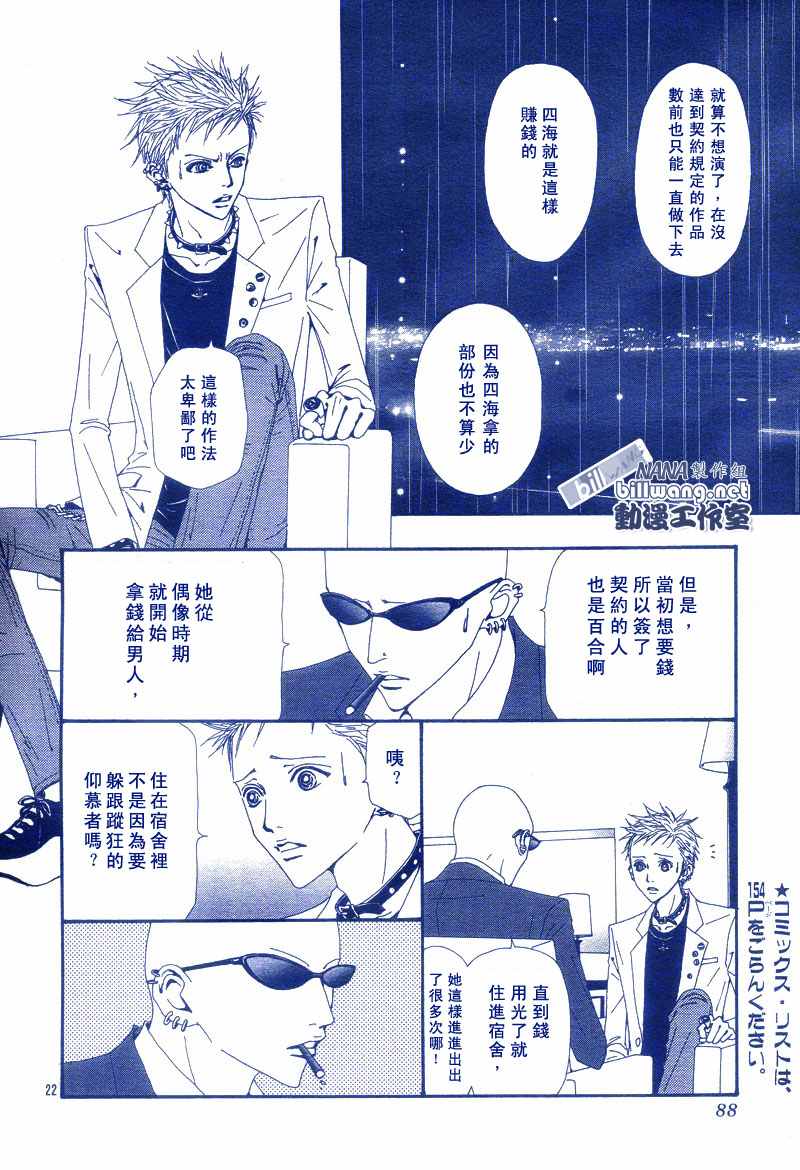 就算不想演了，在沒
達到契約規定的作品
數前也只能一直做下去
四海就是這樣
賺錢的
因為四海拿的
部份也不算少
這樣的作法
太卑鄙了吧
NANA製作組
billwang.net
動漫工作室
bill
但是，
當初想要錢
所以簽了
契約的人
也是百合啊
她從
偶像時期
就開始
拿錢給男人，
直到錢
用光了就
住進宿舍，
她這樣進進出出
了很多次哪！
咦？
住在宿舍裡
不是因為要
躲跟蹤狂的
仰慕者嗎？
★コミックス・リストは、
154Pをごらんください。
22
88